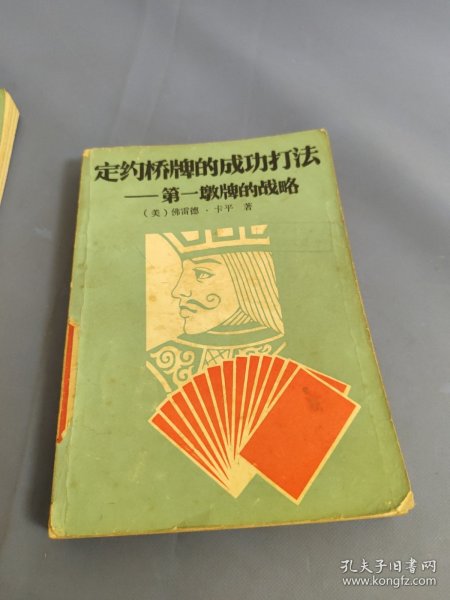 定约桥牌的成功打法
——第一墩牌的战略
（美）佛雷德·卡平 著
孔夫子旧书网
www.kongfz.com